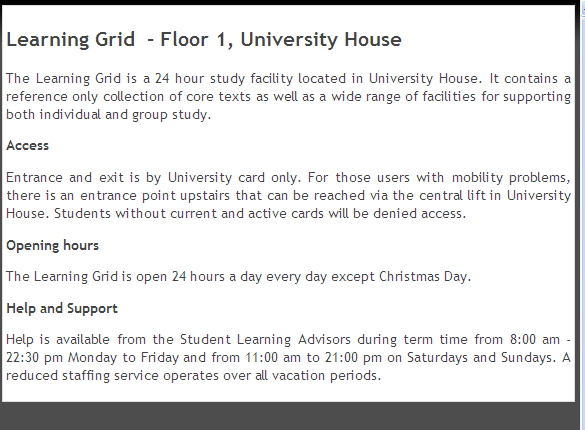 Learning Grid - Floor 1, University House
The Learning Grid is a 24 hour study facility located in University House. It contains a
reference only collection of core texts as well as a wide range of facilities for supporting
both individual and group study.
Access
Entrance and exit is by University card only. For those users with mobility problems,
there is an entrance point upstairs that can be reached via the central lift in University
House. Students without current and active cards will be denied access.
Opening hours
The Learning Grid is open 24 hours a day every day except Christmas Day.
Help and Support
Help is available from the Student Learning Advisors during term time from 8:00 am -
22:30 pm Monday to Friday and from 11:00 am to 21:00 pm on Saturdays and Sundays. A
reduced staffing service operates over all vacation periods.